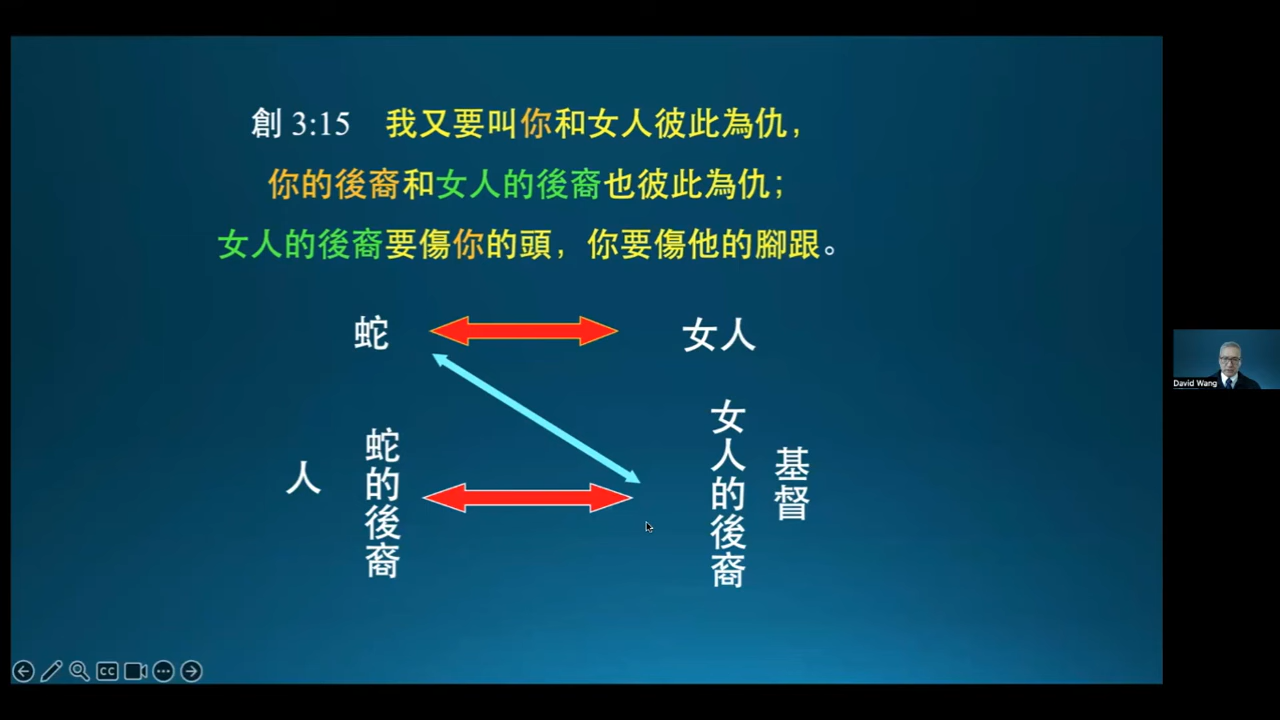 創 3:15 我又要叫你和女人彼此為仇，
你的後裔和女人的後裔也彼此為仇；
女人的後裔要傷你的頭，你要傷他的腳跟。
蛇
女人
人
蛇的後裔
女人的後裔
基督
David Wang
CC